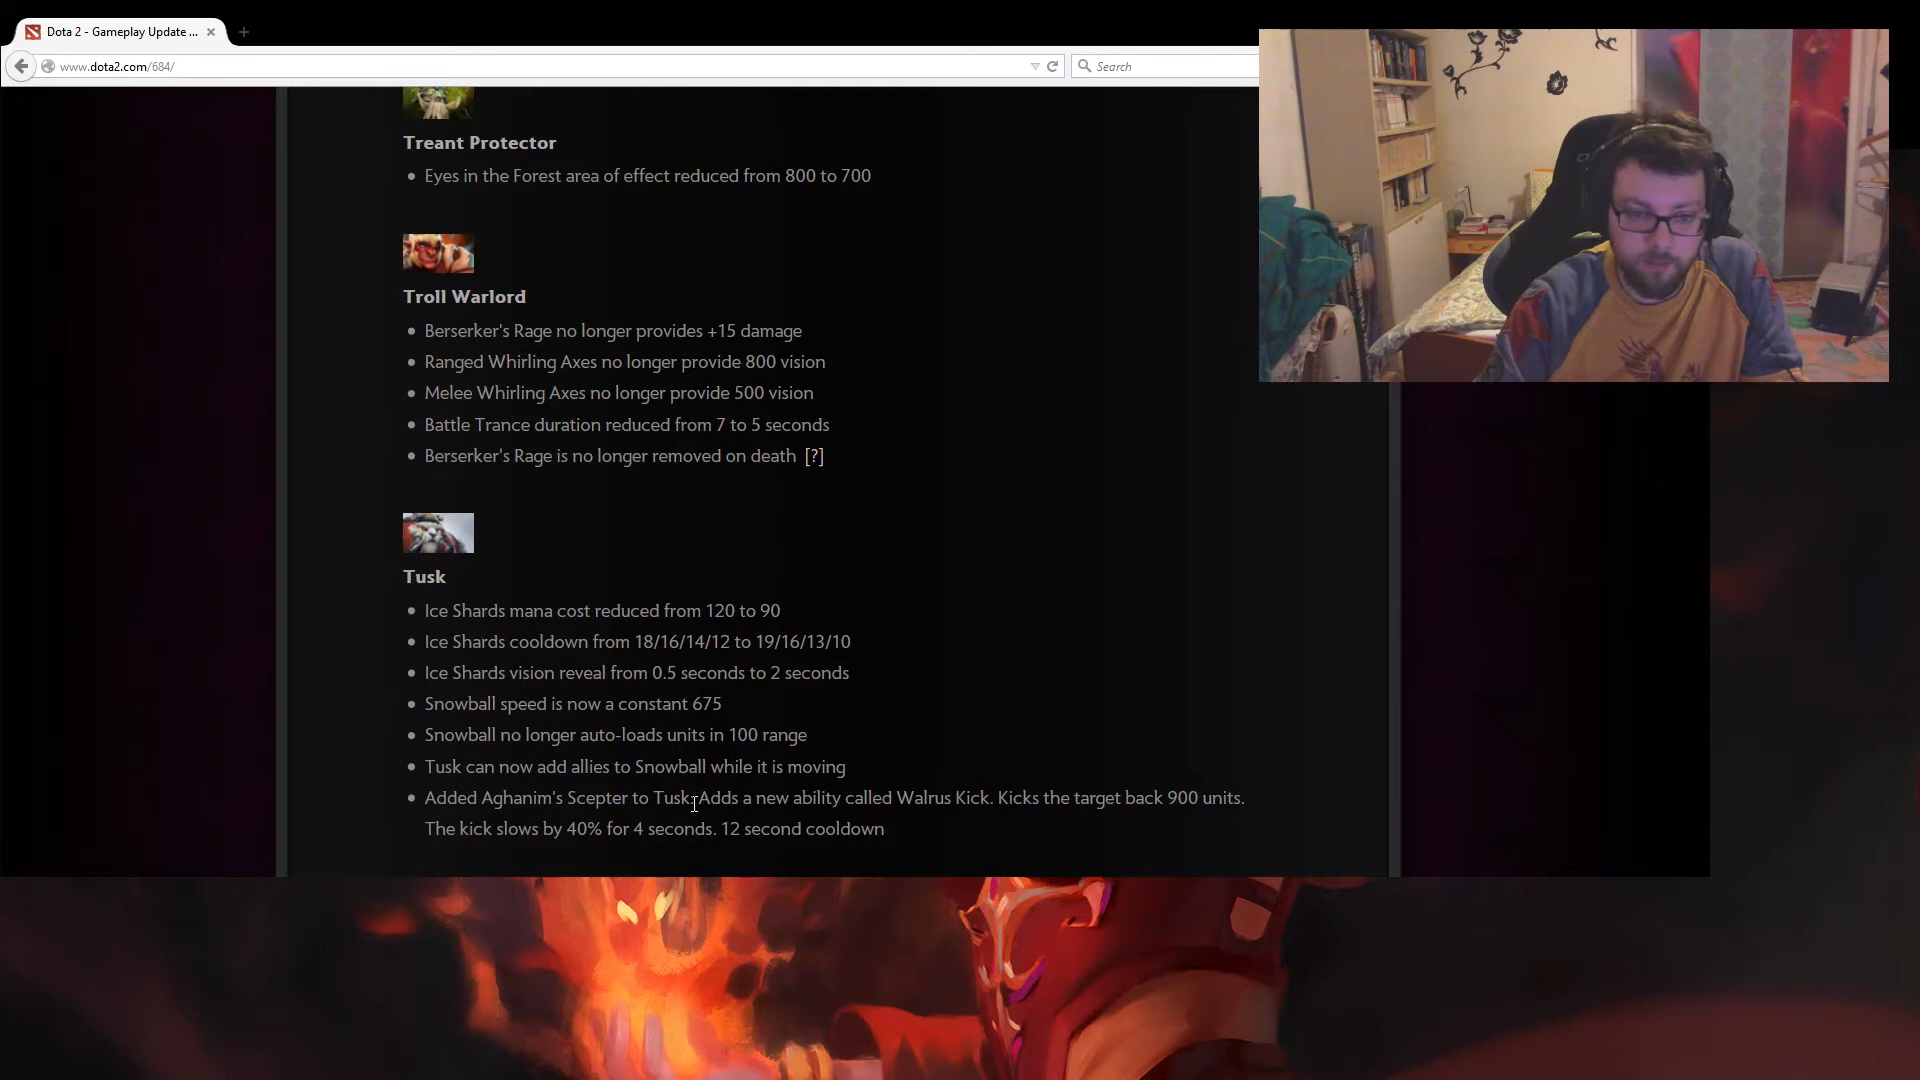 Dota 2 - Gameplay Update ...
www.dota2.com/684/
Search
Treant Protector
Eyes in the Forest area of effect reduced from 800 to 700
Troll Warlord
Berserker's Rage no longer provides +15 damage
Ranged Whirling Axes no longer provide 800 vision
Melee Whirling Axes no longer provide 500 vision
Battle Trance duration reduced from 7 to 5 seconds
Berserker's Rage is no longer removed on death [?]
Tusk
Ice Shards mana cost reduced from 120 to 90
Ice Shards cooldown from 18/16/14/12 to 19/16/13/10
Ice Shards vision reveal from 0.5 seconds to 2 seconds
Snowball speed is now a constant 675
Snowball no longer auto-loads units in 100 range
Tusk can now add allies to Snowball while it is moving
Added Aghanim's Scepter to Tusk. Adds a new ability called Walrus Kick. Kicks the target back 900 units.
The kick slows by 40% for 4 seconds. 12 second cooldown